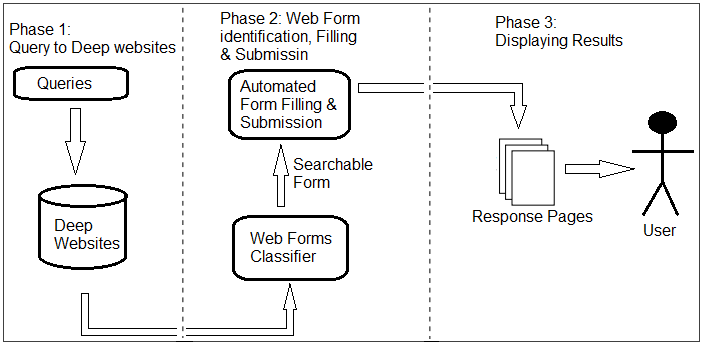 Phase 1:
Query to Deep websites
Queries
Deep
Websites
Phase 2: Web Form
identification, Filling
& Submissin
Automated
Form Filling &
Submission
Searchable
Form
Web Forms
Classifier
Phase 3:
Displaying Results
Response Pages
User